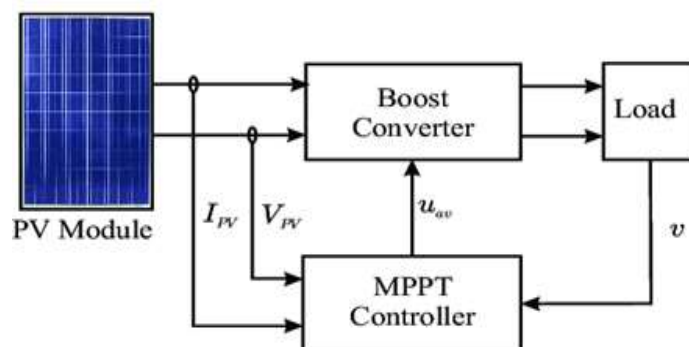 Boost
Converter
Load
PV Module
I_PV
V_PV
u_av
v
MPPT
Controller